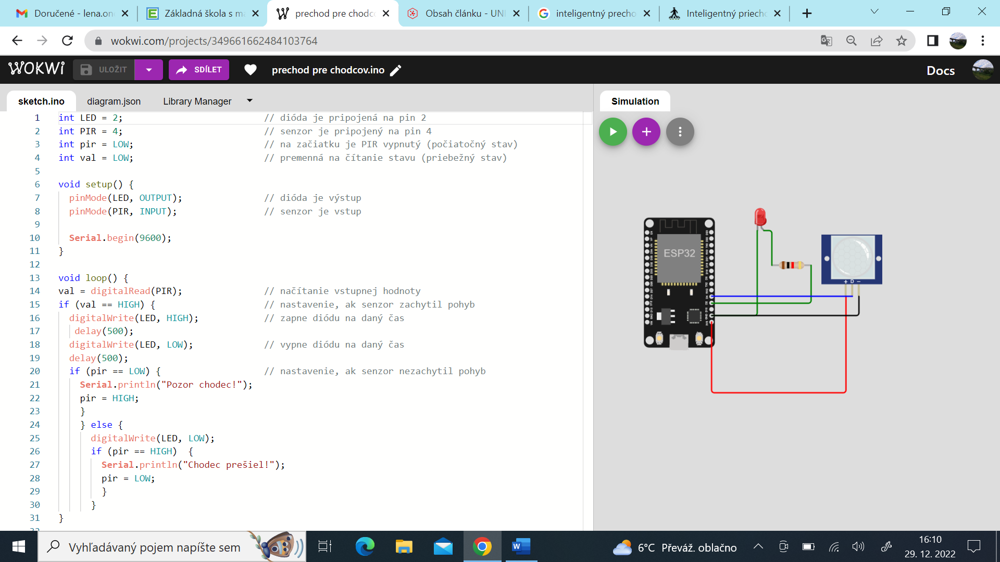 Doručené - lena.on
Základná škola s ma
prechod pre chodco
Obsah článku - UNI
inteligentný precho
Inteligentný priecho
wokwi.com/projects/349661662484103764
WOKWI
ULOŽIT
SDÍLET
prechod pre chodcov.ino
Docs
sketch.ino
diagram.json
Library Manager
Simulation
1 int LED = 2; // dióda je pripojená na pin 2
2 int PIR = 4; // senzor je pripojený na pin 4
3 int pir = LOW; // na začiatku je PIR vypnutý (počiatočný stav)
4 int val = LOW; // premenná na čítanie stavu (priebežný stav)
5
6 void setup() {
7 pinMode(LED, OUTPUT); // dióda je výstup
8 pinMode(PIR, INPUT); // senzor je vstup
9
10 Serial.begin(9600);
11 }
12
13 void loop() {
14 val = digitalRead(PIR); // načítanie vstupnej hodnoty
15 if (val == HIGH) { // nastavenie, ak senzor zachytil pohyb
16 digitalWrite(LED, HIGH); // zapne diódu na daný čas
17 delay(500);
18 digitalWrite(LED, LOW); // vypne diódu na daný čas
19 delay(500);
20 if (pir == LOW) { // nastavenie, ak senzor nezachytil pohyb
21 Serial.println("Pozor chodec!");
22 pir = HIGH;
23 }
24 } else {
25 digitalWrite(LED, LOW);
26 if (pir == HIGH) {
27 Serial.println("Chodec prešiel!");
28 pir = LOW;
29 }
30 }
31 }
ESP32
+ D −
Vyhľadávaný pojem napíšte sem
6°C Převáž. oblačno
16:10
29. 12. 2022